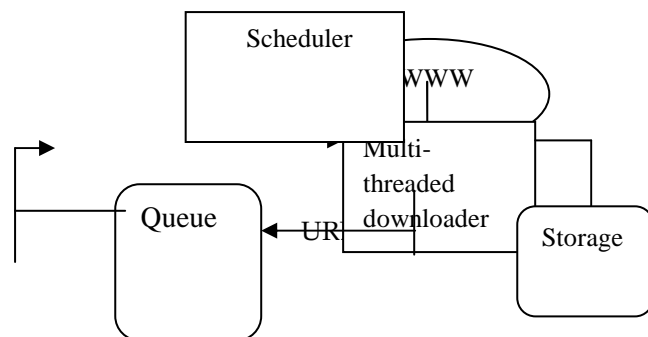 Scheduler
WWW
Multi-
threaded
downloader
Queue
Storage